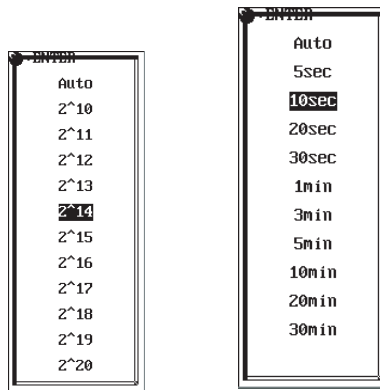 ENTER
Auto
2^10
2^11
2^12
2^13
2^14
2^15
2^16
2^17
2^18
2^19
2^20
ENTER
Auto
5sec
10sec
20sec
30sec
1min
3min
5min
10min
20min
30min